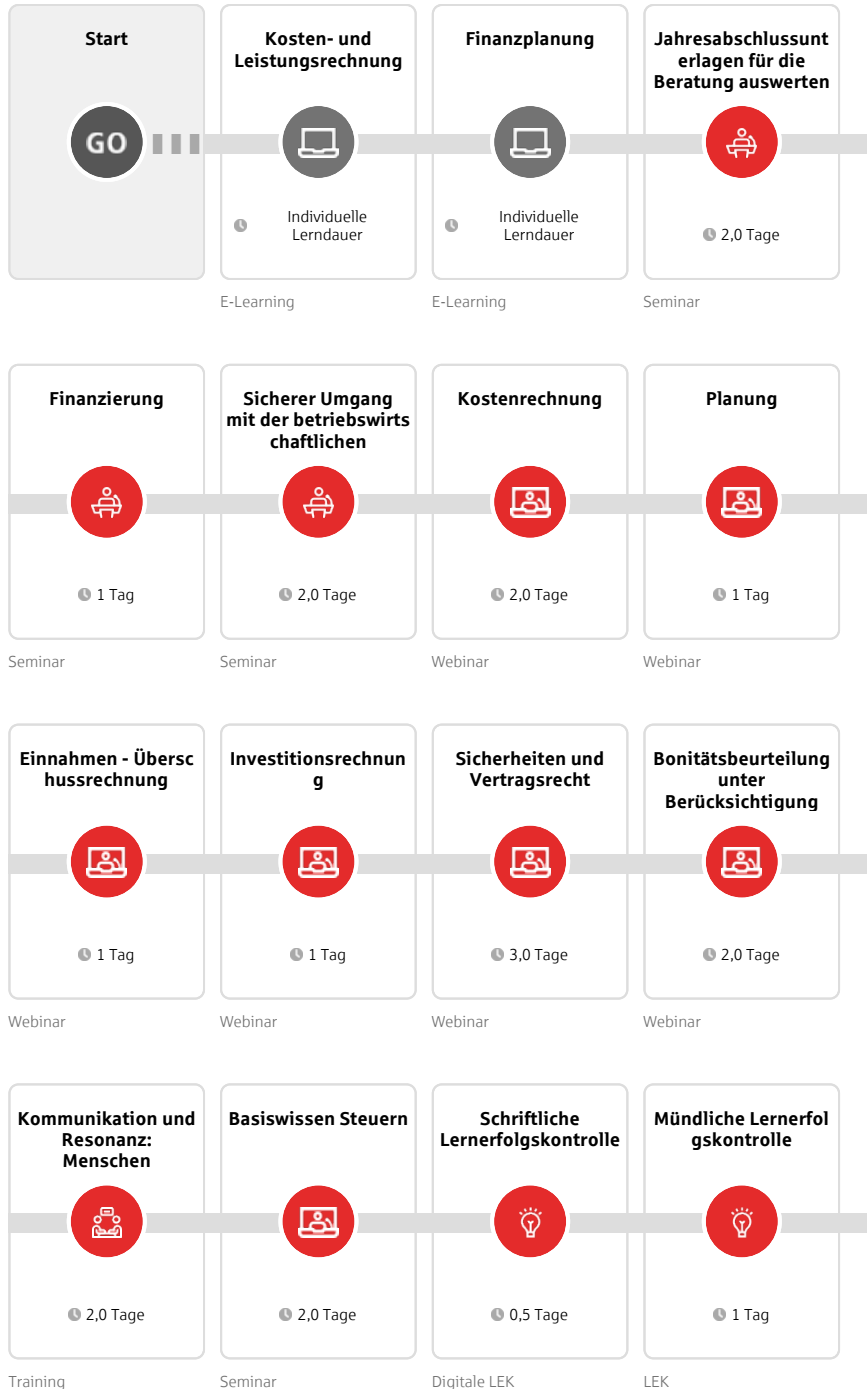 Start
GO
Kosten- und
Leistungsrechnung
Individuelle
Lerndauer
E-Learning
Finanzplanung
Individuelle
Lerndauer
E-Learning
Jahresabschlussunt
erlagen für die
Beratung auswerten
2,0 Tage
Seminar
Finanzierung
1 Tag
Seminar
Sicherer Umgang
mit der betriebswirts
chaftlichen
2,0 Tage
Seminar
Kostenrechnung
2,0 Tage
Webinar
Planung
1 Tag
Webinar
Einnahmen - Übersc
hussrechnung
1 Tag
Webinar
Investitionsrechnun
g
1 Tag
Webinar
Sicherheiten und
Vertragsrecht
3,0 Tage
Webinar
Bonitätsbeurteilung
unter
Berücksichtigung
2,0 Tage
Webinar
Kommunikation und
Resonanz:
Menschen
2,0 Tage
Training
Basiswissen Steuern
2,0 Tage
Seminar
Schriftliche
Lernerfolgskontrolle
0,5 Tage
Digitale LEK
Mündliche Lernerfol
gskontrolle
1 Tag
LEK